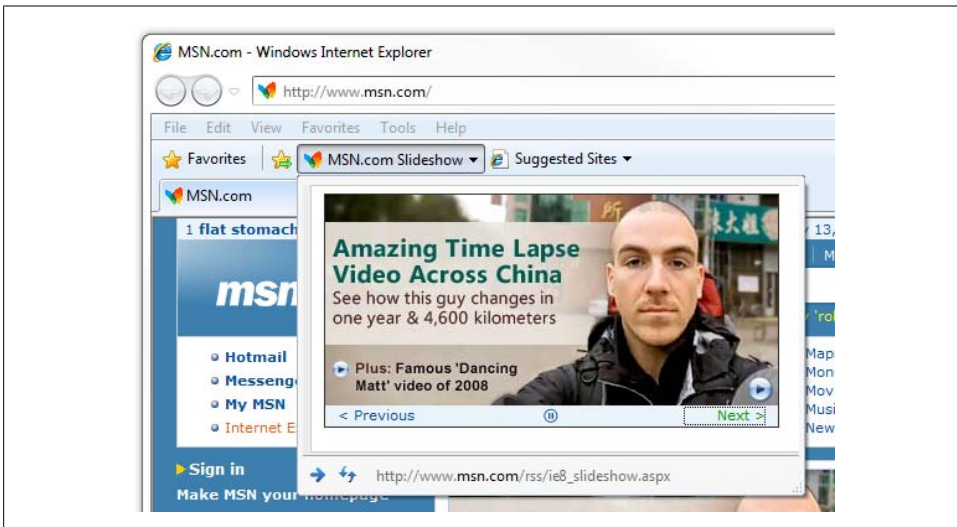 MSN.com - Windows Internet Explorer
http://www.msn.com/
File Edit View Favorites Tools Help
Favorites MSN.com Slideshow Suggested Sites
MSN.com
1 flat stomach
13,
M
msn
Amazing Time Lapse
Video Across China
See how this guy changes in
one year & 4,600 kilometers
Plus: Famous 'Dancing
Matt' video of 2008
< Previous Next >
Hotmail
Messeng
My MSN
Internet E
Map
Mon
Mov
Musi
New
Sign in
http://www.msn.com/rss/ie8_slideshow.aspx
Make MSN your homepage